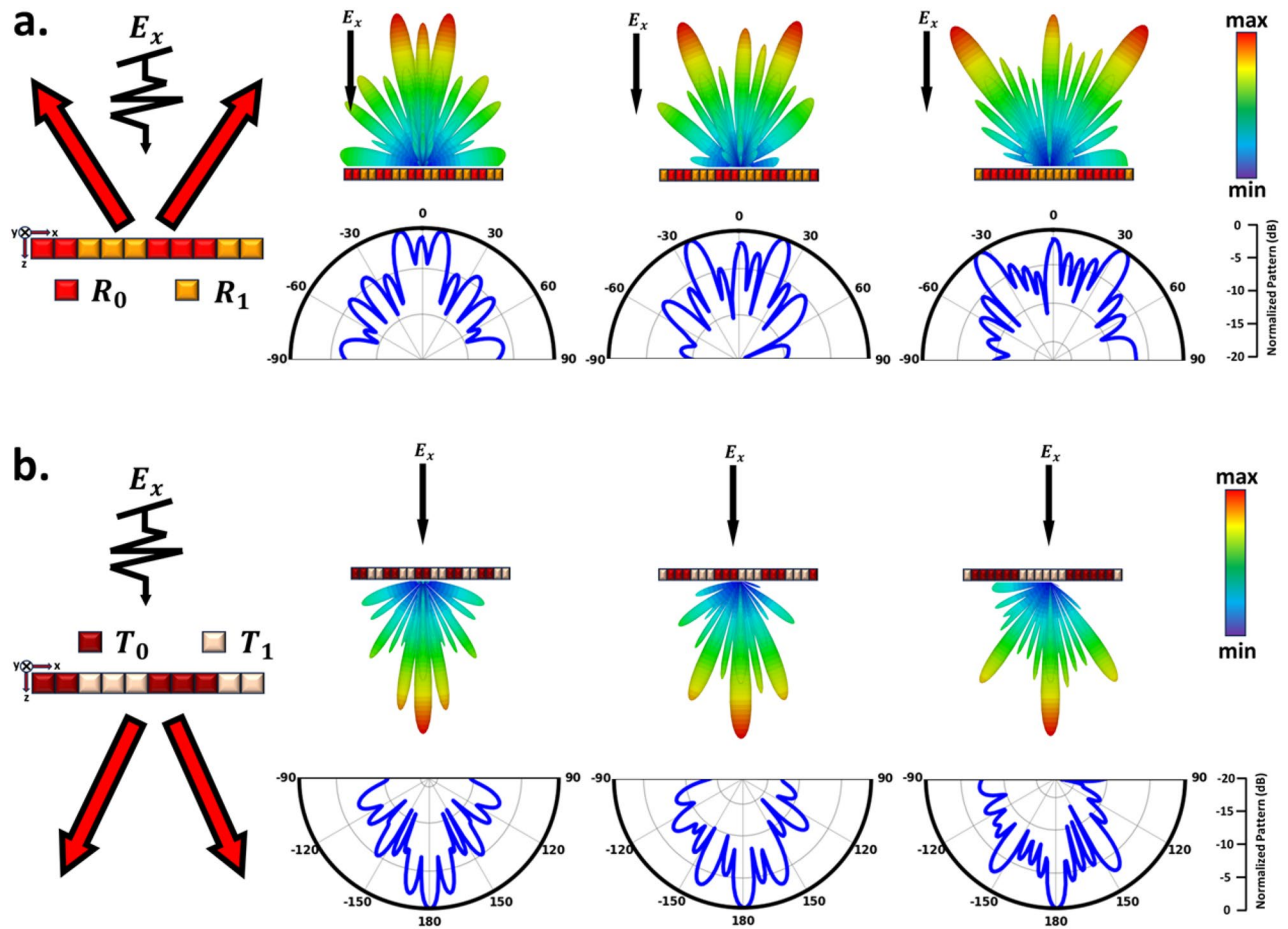 a.
E_x
y x
z
R_0 R_1
E_x E_x E_x
max
min
0 0 0
-30 30 -30 30 -30 30
-60 60 -60 60 -60 60
-90 90 -90 90 -90 90
0
-5
-10
-15
-20
Normalized Pattern (dB)
b.
E_x
T_0 T_1
y x
z
E_x E_x E_x
max
min
-90 90 -90 90 -90 90
-120 120 -120 120 -120 120
-150 150 -150 150 -150 150
180 180 180
-20
-15
-10
-5
0
Normalized Pattern (dB)